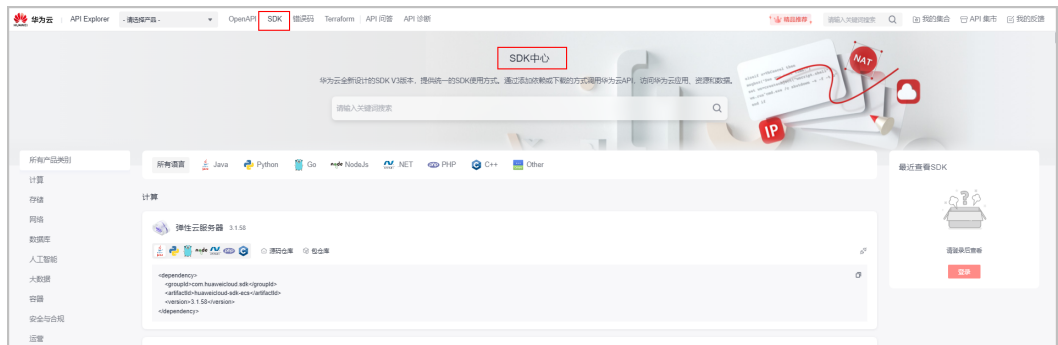 HUAWEI 华为云 API Explorer -请选择产品- OpenAPI SDK 错误码 Terraform API 问答 API 诊断 精品推荐 请输入关键词搜索 我的集合 API 集市 我的反馈
SDK中心
华为云全新设计的SDK V3版本，提供统一的SDK使用方式。通过添加依赖或下载的方式调用华为云API，访问华为云应用、资源和数据。
请输入关键词搜索
NAT
IP
所有产品类别
计算
存储
网络
数据库
人工智能
大数据
容器
安全与合规
运营
所有语言 Java Python Go NodeJs .NET PHP C++ Other
计算
弹性云服务器 3.1.58
源码仓库 包仓库
<dependency>
<groupId>com.huaweicloud.sdk</groupId>
<artifactId>huaweicloud-sdk-ecs</artifactId>
<version>3.1.58</version>
</dependency>
最近查看SDK
请登录后查看
登录